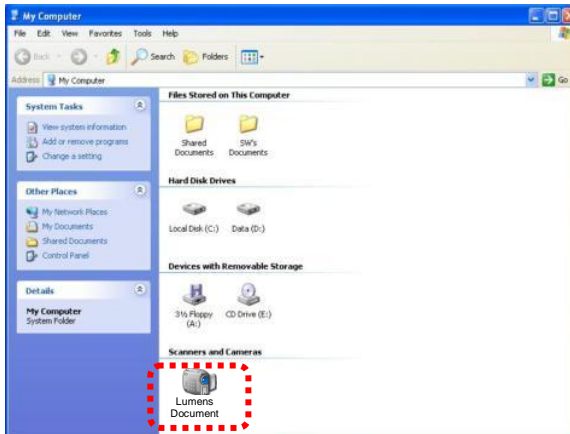 My Computer
File Edit View Favorites Tools Help
Back Search Folders
Address My Computer Go
System Tasks
View system information
Add or remove programs
Change a setting
Other Places
My Network Places
My Documents
Shared Documents
Control Panel
Details
My Computer
System Folder
Files Stored on This Computer
Shared Documents
SW's Documents
Hard Disk Drives
Local Disk (C:) Data (D:)
Devices with Removable Storage
3½ Floppy (A:)
CD Drive (E:)
Scanners and Cameras
Lumens
Document